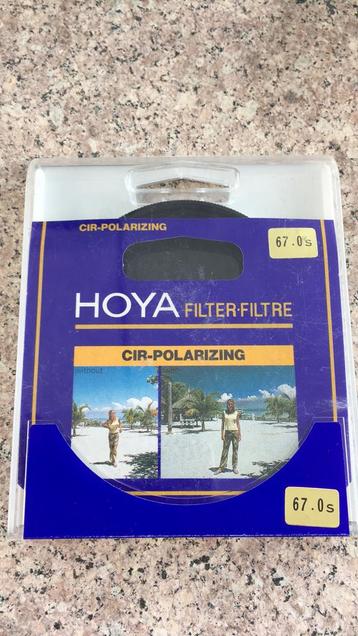 CIR-POLARIZING
67.0s
HOYA FILTER·FILTRE
CIR-POLARIZING
without
67.0s